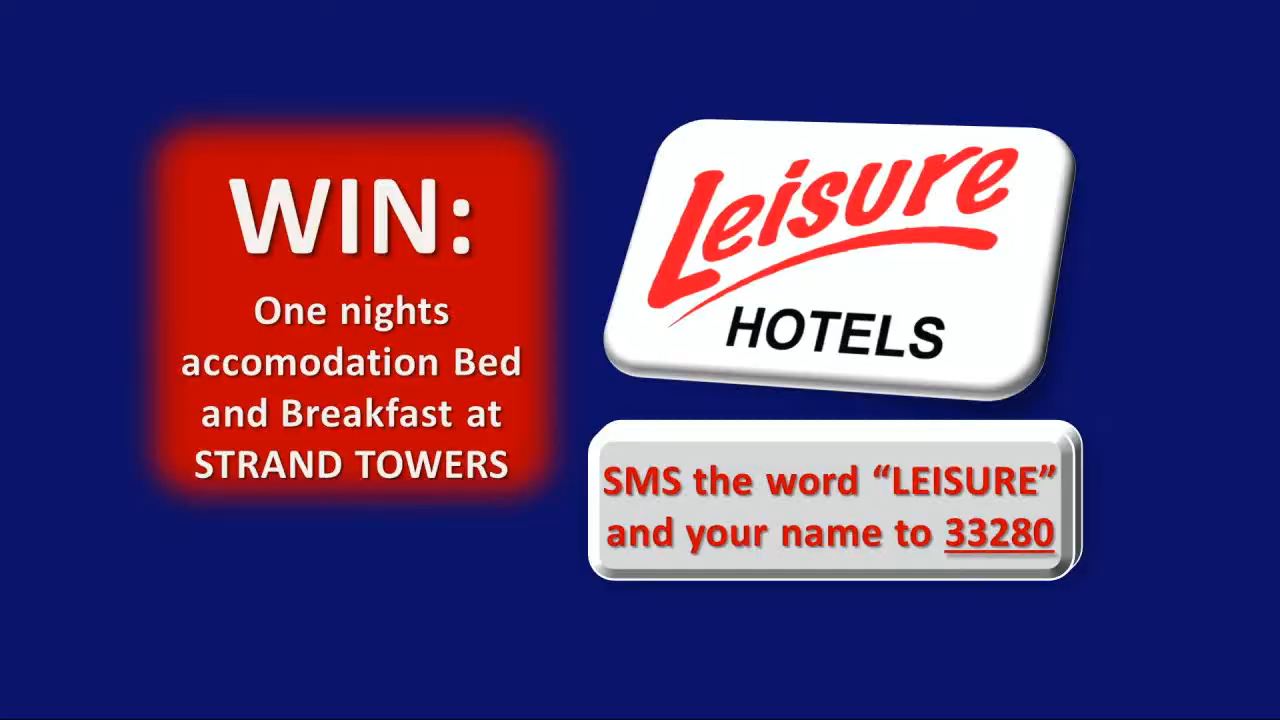 WIN:
One nights
accomodation Bed
and Breakfast at
STRAND TOWERS
Leisure
HOTELS
SMS the word “LEISURE”
and your name to 33280